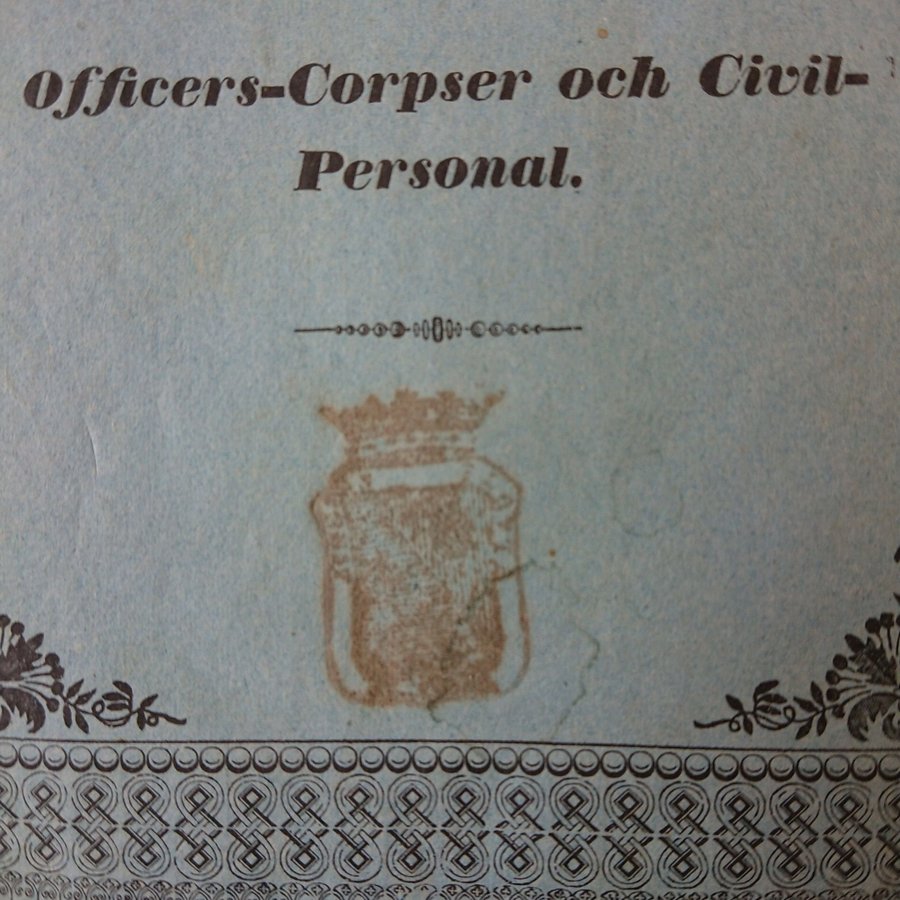 Officers-Corpser och Civil-
Personal.